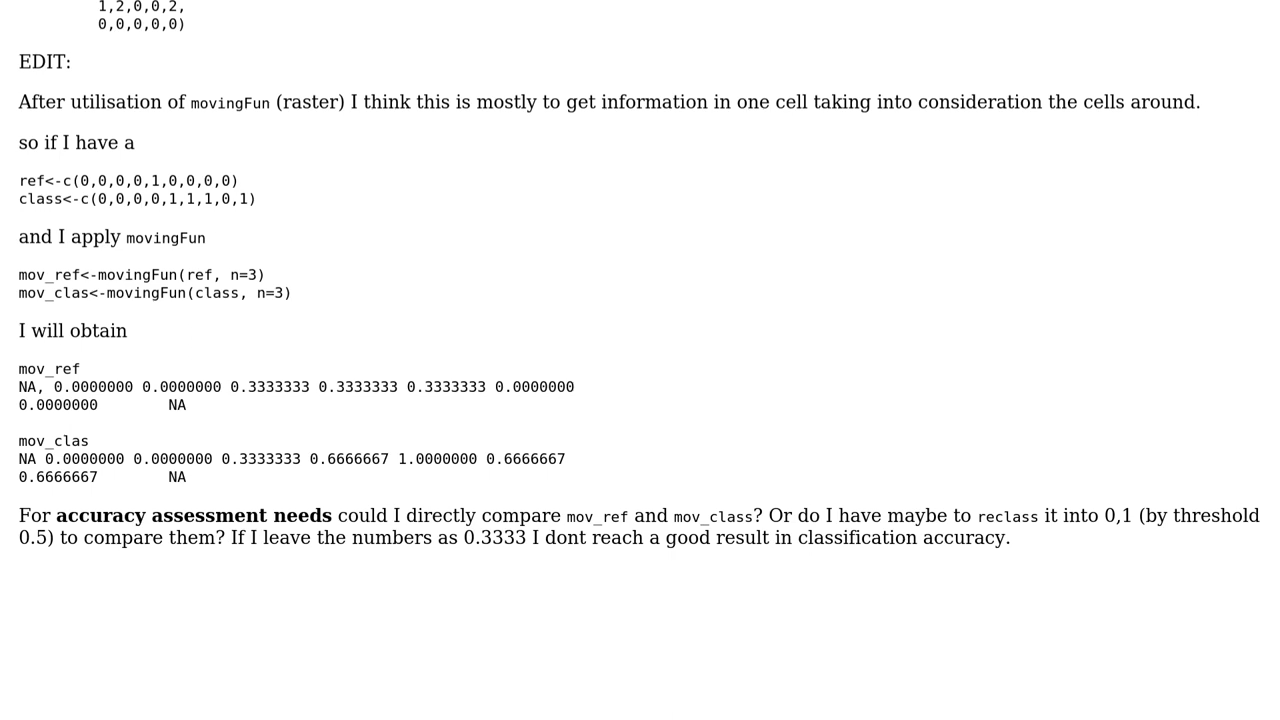 1,2,0,0,2,
0,0,0,0,0)
EDIT:
After utilisation of movingFun (raster) I think this is mostly to get information in one cell taking into consideration the cells around.
so if I have a
ref<-c(0,0,0,0,1,0,0,0,0)
class<-c(0,0,0,0,1,1,1,0,1)
and I apply movingFun
mov_ref<-movingFun(ref, n=3)
mov_clas<-movingFun(class, n=3)
I will obtain
mov_ref
NA, 0.0000000 0.0000000 0.3333333 0.3333333 0.3333333 0.0000000
0.0000000        NA
mov_clas
NA 0.0000000 0.0000000 0.3333333 0.6666667 1.0000000 0.6666667
0.6666667        NA
For accuracy assessment needs could I directly compare mov_ref and mov_class? Or do I have maybe to reclass it into 0,1 (by threshold
0.5) to compare them? If I leave the numbers as 0.3333 I dont reach a good result in classification accuracy.